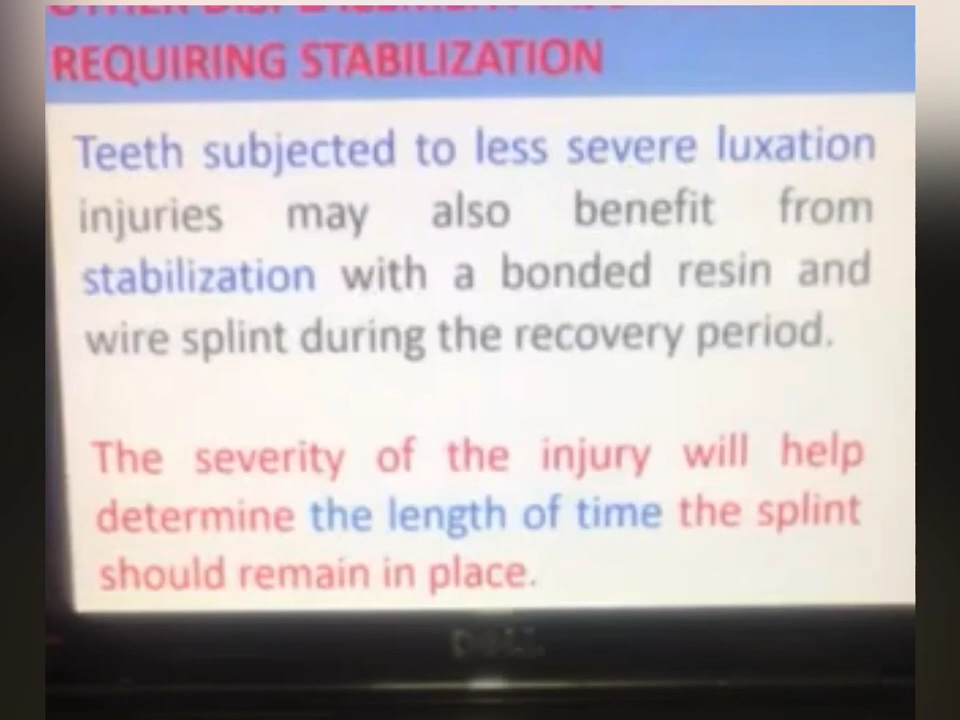 REQUIRING STABILIZATION
Teeth subjected to less severe luxation
injuries may also benefit from
stabilization with a bonded resin and
wire splint during the recovery period.
The severity of the injury will help
determine the length of time the splint
should remain in place.
DELL